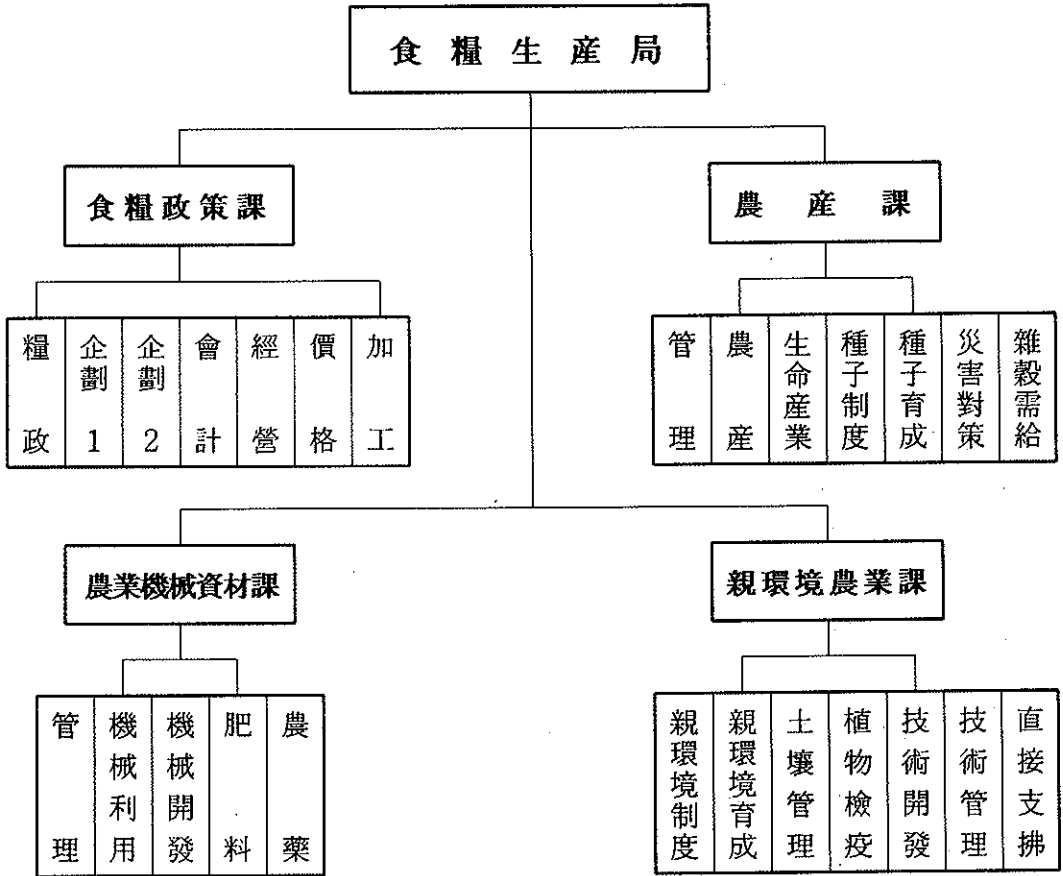 食糧生産局
食糧政策課
農産課
糧政
企劃1
企劃2
會計
經營
價格
加工
管理
農産
生命産業
種子制度
種子育成
災害對策
雜穀需給
農業機械資材課
親環境農業課
管理
機械利用
機械開發
肥料
農藥
親環境制度
親環境育成
土壤管理
植物檢疫
技術開發
技術管理
直接支拂